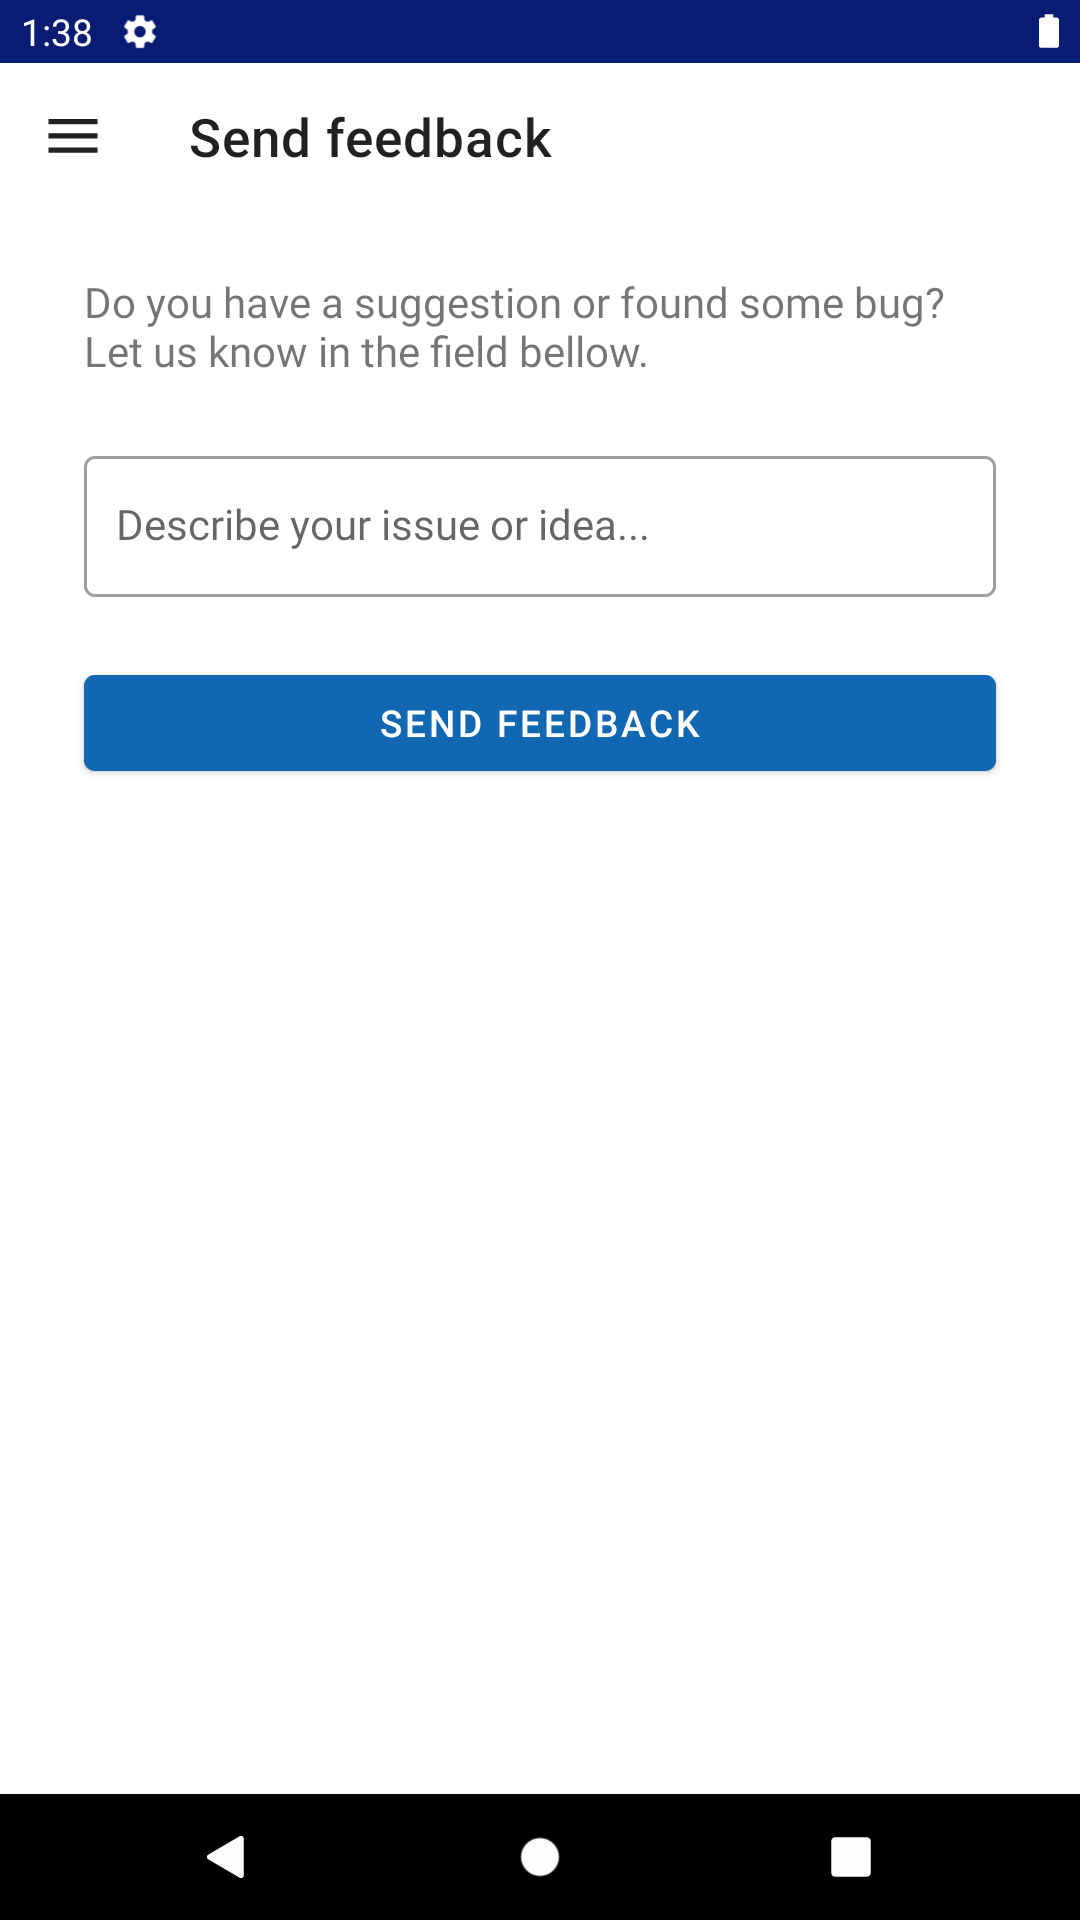 1:38
Send feedback
Do you have a suggestion or found some bug?
Let us know in the field bellow.
Describe your issue or idea...
SEND FEEDBACK